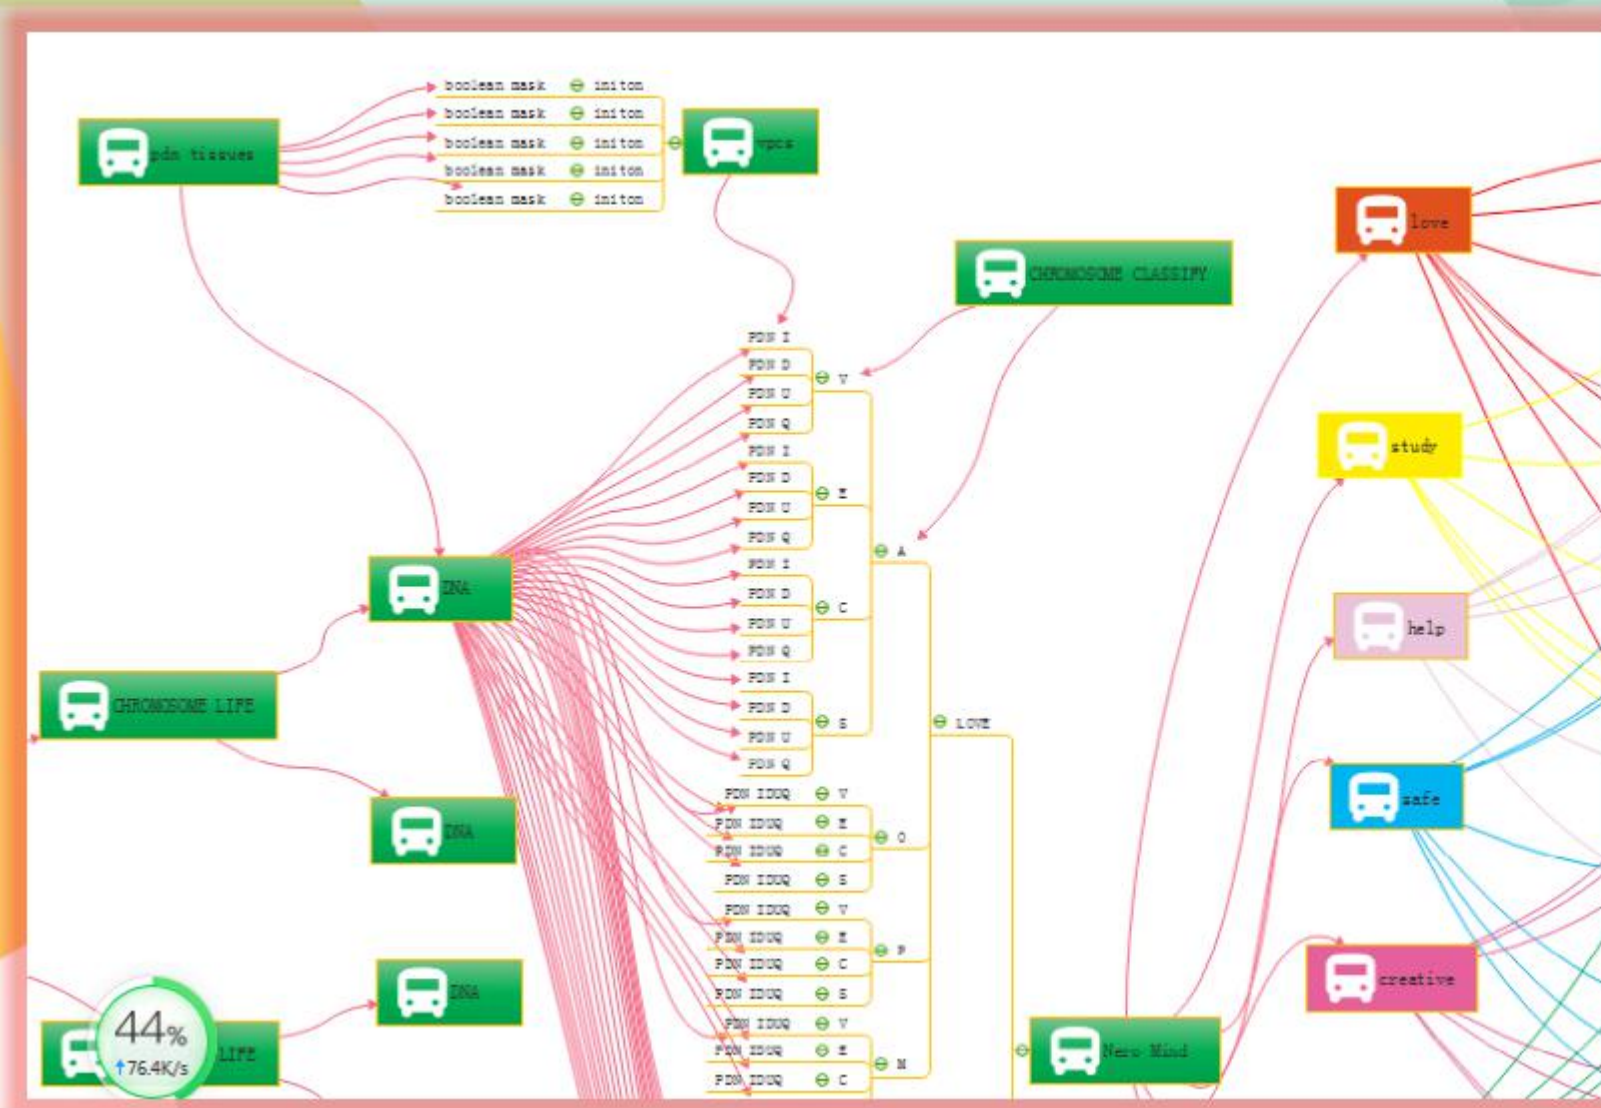 boolean mask initon
boolean mask initon
boolean mask initon
boolean mask initon
boolean mask initon
pdn tissues
vpcs
love
CHROMOSOME CLASSIFY
PDN I
PDN D
V
PDN U
PDN Q
study
PDN I
PDN D
E
PDN U
PDN Q
A
PDN I
PDN D
C
PDN U
PDN Q
DNA
help
PDN I
PDN D
S
PDN U
PDN Q
LOVE
CHROMOSOME LIFE
PDN IDUQ V
PDN IDUQ E
PDN IDUQ C
PDN IDUQ S
O
DNA
safe
PDN IDUQ V
PDN IDUQ E
PDN IDUQ C
PDN IDUQ S
P
DNA
creative
PDN IDUQ V
PDN IDUQ E
PDN IDUQ C
M
Nero Mind
44%
76.4K/s
LIFE